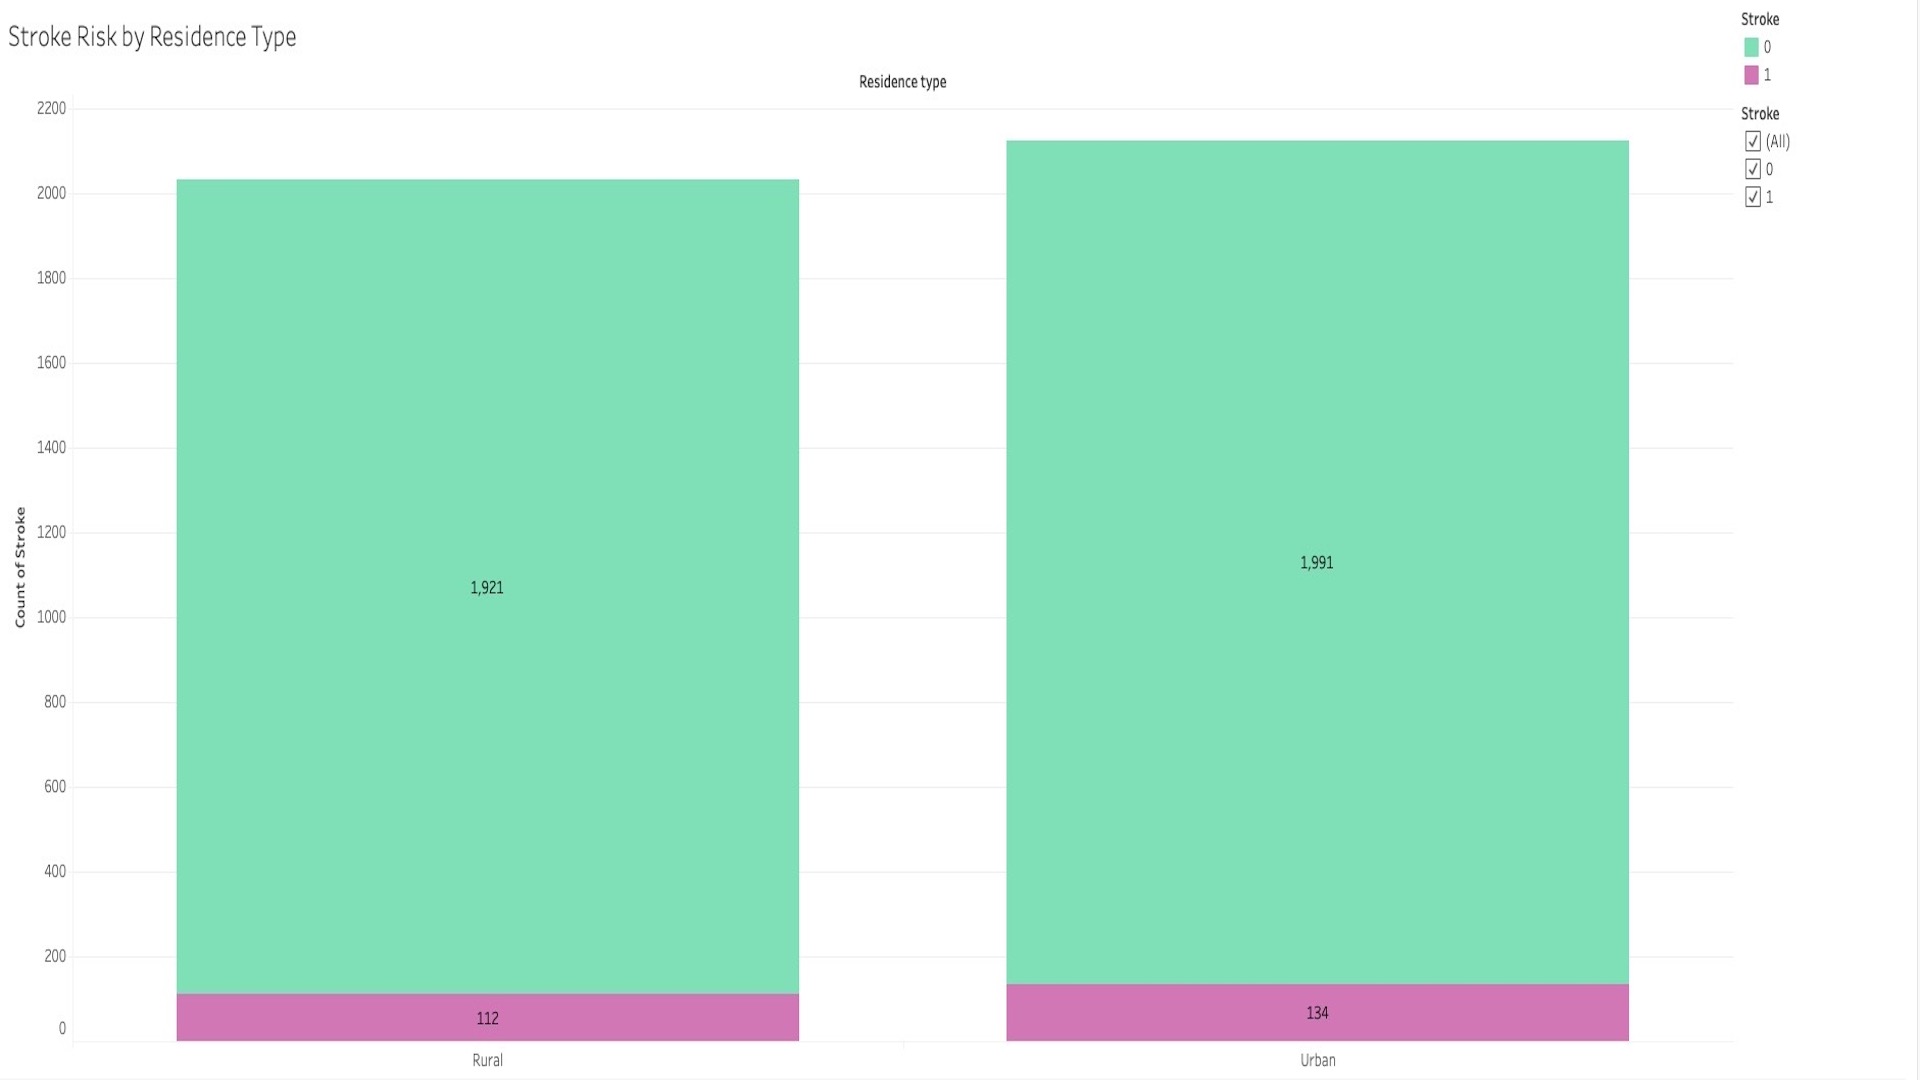 Stroke Risk by Residence Type
Residence type
2200
2000
1800
1600
1400
1200
1000
800
600
400
200
0
Count of Stroke
1,921
112
1,991
134
Rural
Urban
Stroke
0
1
Stroke
(All)
0
1